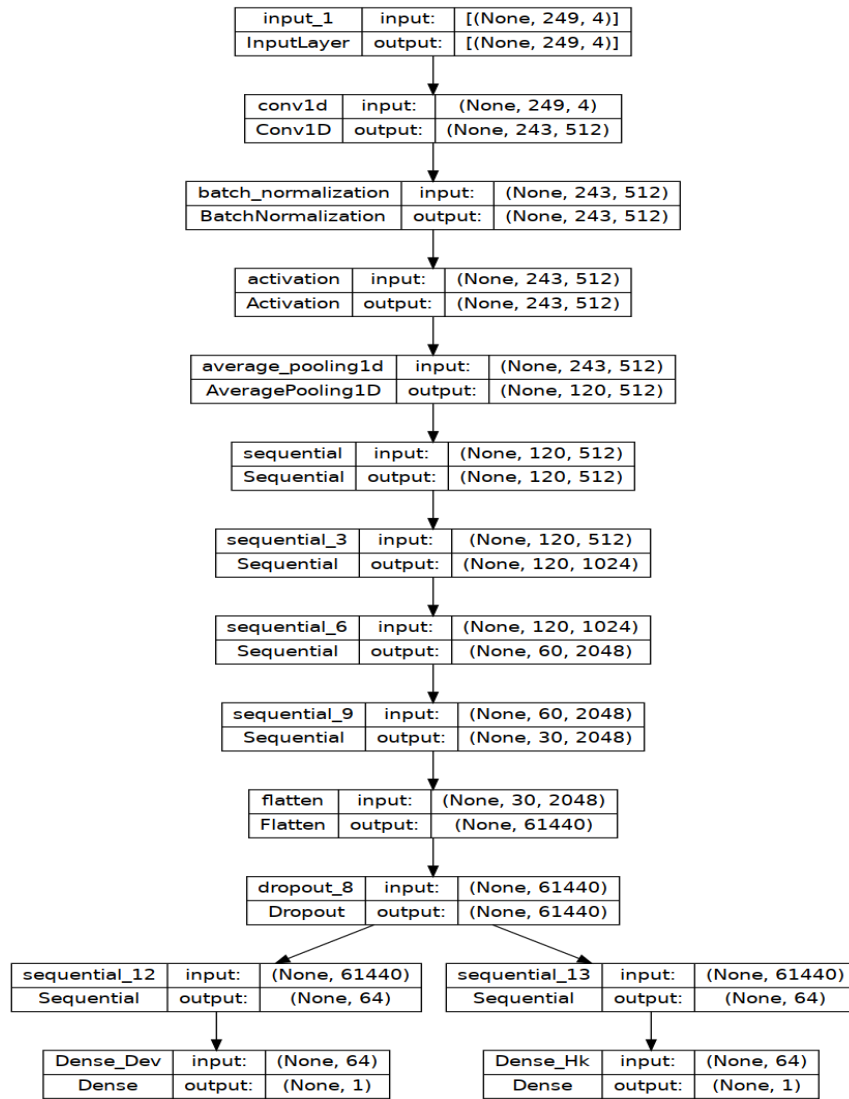 input_1 input: [(None, 249, 4)]
InputLayer output: [(None, 249, 4)]
conv1d input: (None, 249, 4)
Conv1D output: (None, 243, 512)
batch_normalization input: (None, 243, 512)
BatchNormalization output: (None, 243, 512)
activation input: (None, 243, 512)
Activation output: (None, 243, 512)
average_pooling1d input: (None, 243, 512)
AveragePooling1D output: (None, 120, 512)
sequential input: (None, 120, 512)
Sequential output: (None, 120, 512)
sequential_3 input: (None, 120, 512)
Sequential output: (None, 120, 1024)
sequential_6 input: (None, 120, 1024)
Sequential output: (None, 60, 2048)
sequential_9 input: (None, 60, 2048)
Sequential output: (None, 30, 2048)
flatten input: (None, 30, 2048)
Flatten output: (None, 61440)
dropout_8 input: (None, 61440)
Dropout output: (None, 61440)
sequential_12 input: (None, 61440)
Sequential output: (None, 64)
sequential_13 input: (None, 61440)
Sequential output: (None, 64)
Dense_Dev input: (None, 64)
Dense output: (None, 1)
Dense_Hk input: (None, 64)
Dense output: (None, 1)